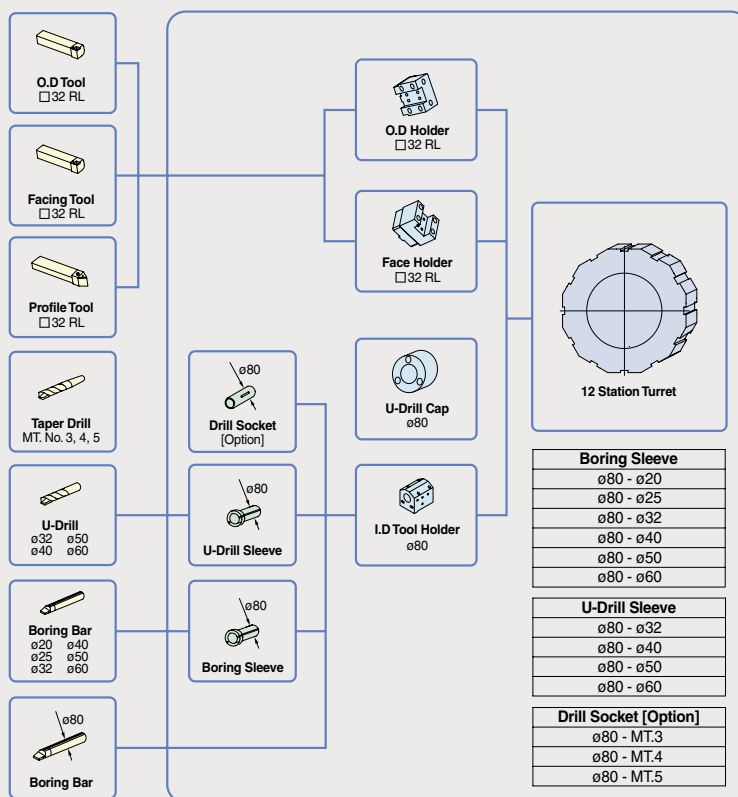 O.D Tool
□32 RL
Facing Tool
□32 RL
Profile Tool
□32 RL
Taper Drill
MT. No. 3, 4, 5
U-Drill
ø32 ø50
ø40 ø60
Boring Bar
ø20 ø40
ø25 ø50
ø32 ø60
ø80
Boring Bar
ø80
Drill Socket
[Option]
ø80
U-Drill Sleeve
ø80
Boring Sleeve
O.D Holder
□32 RL
Face Holder
□32 RL
U-Drill Cap
ø80
I.D Tool Holder
ø80
12 Station Turret
Boring Sleeve
ø80 - ø20
ø80 - ø25
ø80 - ø32
ø80 - ø40
ø80 - ø50
ø80 - ø60
U-Drill Sleeve
ø80 - ø32
ø80 - ø40
ø80 - ø50
ø80 - ø60
Drill Socket [Option]
ø80 - MT.3
ø80 - MT.4
ø80 - MT.5